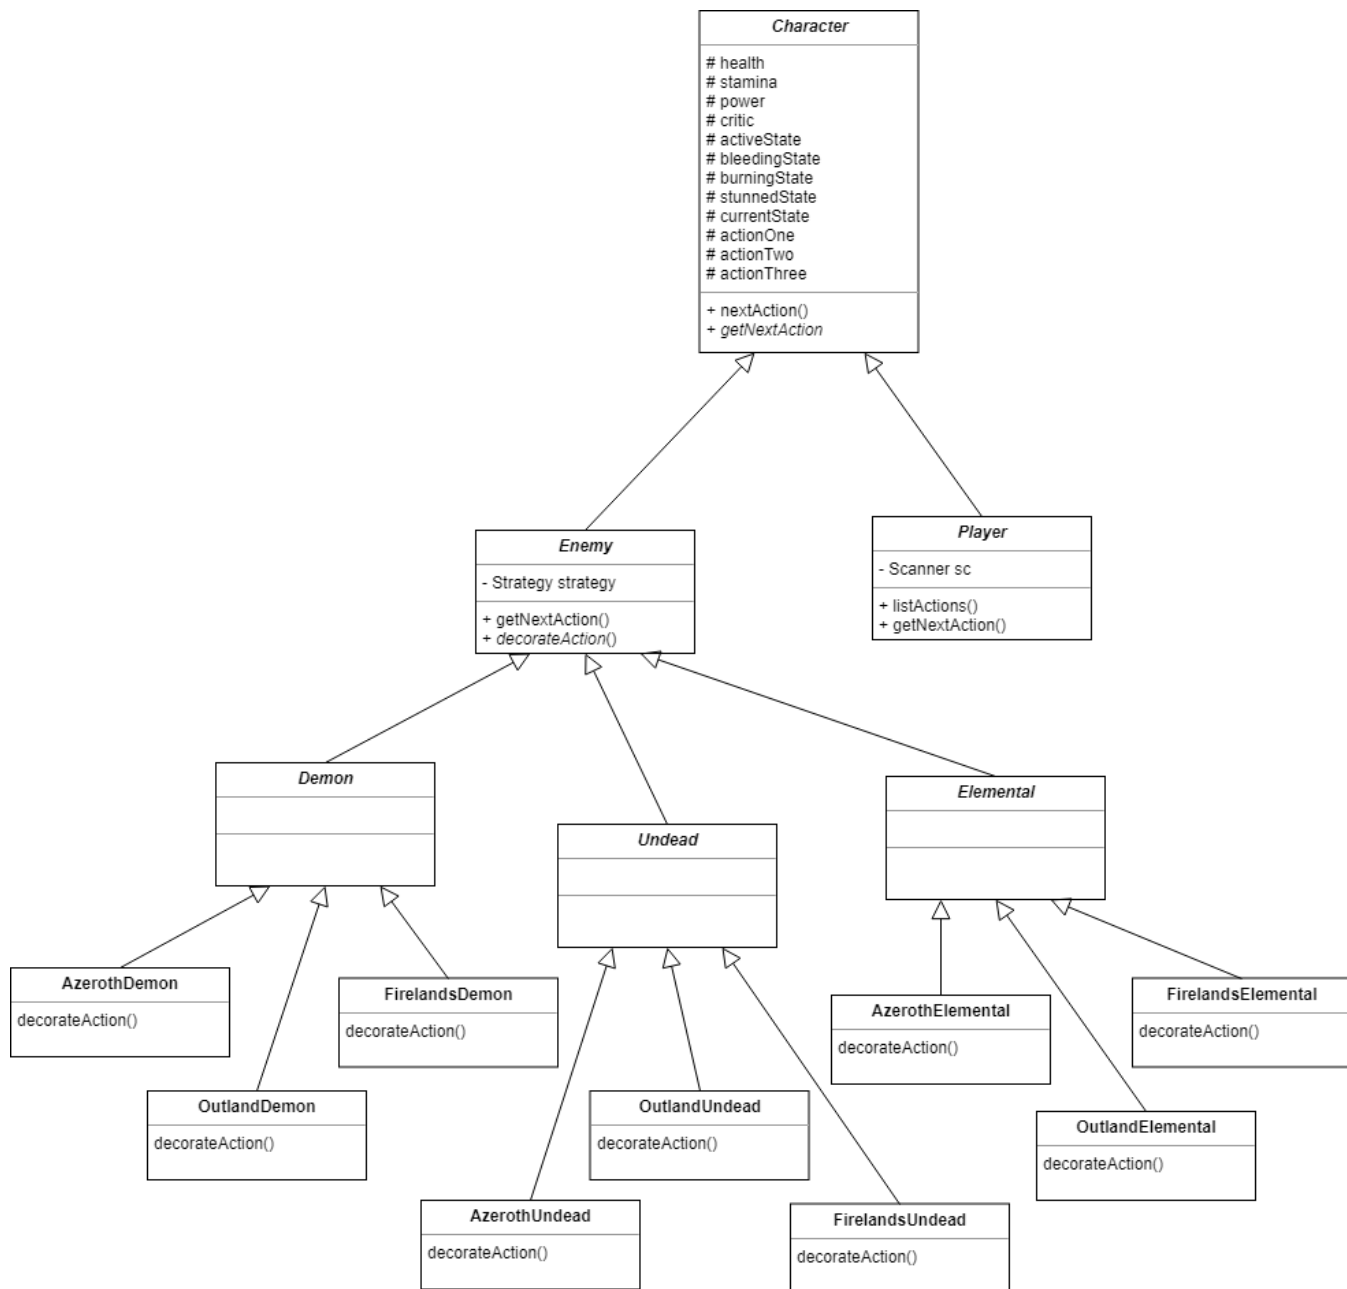 Character
# health
# stamina
# power
# critic
# activeState
# bleedingState
# burningState
# stunnedState
# currentState
# actionOne
# actionTwo
# actionThree
+ nextAction()
+ getNextAction
Enemy
- Strategy strategy
+ getNextAction()
+ decorateAction()
Player
- Scanner sc
+ listActions()
+ getNextAction()
Demon
Undead
Elemental
AzerothDemon
decorateAction()
FirelandsDemon
decorateAction()
OutlandDemon
decorateAction()
OutlandUndead
decorateAction()
AzerothUndead
decorateAction()
FirelandsUndead
decorateAction()
AzerothElemental
decorateAction()
FirelandsElemental
decorateAction()
OutlandElemental
decorateAction()